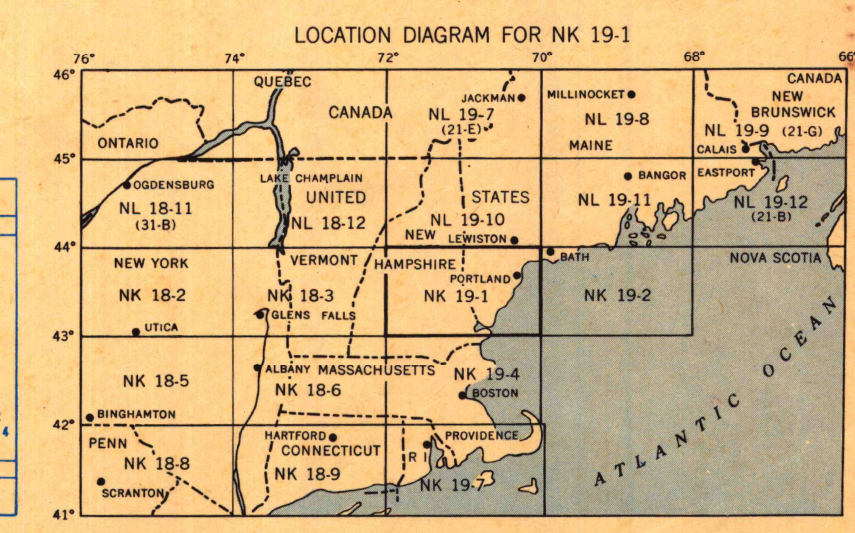 LOCATION DIAGRAM FOR NK 19-1
76° 74° 72° 70° 68° 66°
46°
QUEBEC
CANADA
JACKMAN
MILLINOCKET
CANADA
NEW
BRUNSWICK
NL 19-7
(21-E)
NL 19-8
NL 19-9 (21-G)
ONTARIO
MAINE
CALAIS
45°
EASTPORT
LAKE CHAMPLAIN
OGDENSBURG
BANGOR
UNITED STATES
NL 18-11
(31-B)
NL 18-12
NL 19-10
NL 19-11
NL 19-12
(21-B)
NEW
LEWISTON
44°
BATH
NEW YORK
VERMONT
HAMPSHIRE
NOVA SCOTIA
PORTLAND
NK 18-2
NK 18-3
NK 19-1
NK 19-2
GLENS FALLS
UTICA
43°
ALBANY
MASSACHUSETTS
NK 19-4
NK 18-5
NK 18-6
BOSTON
ATLANTIC OCEAN
BINGHAMTON
42°
4
PENN
HARTFORD
PROVIDENCE
CONNECTICUT
R I
NK 18-8
NK 18-9
NK 19-7
SCRANTON
41°